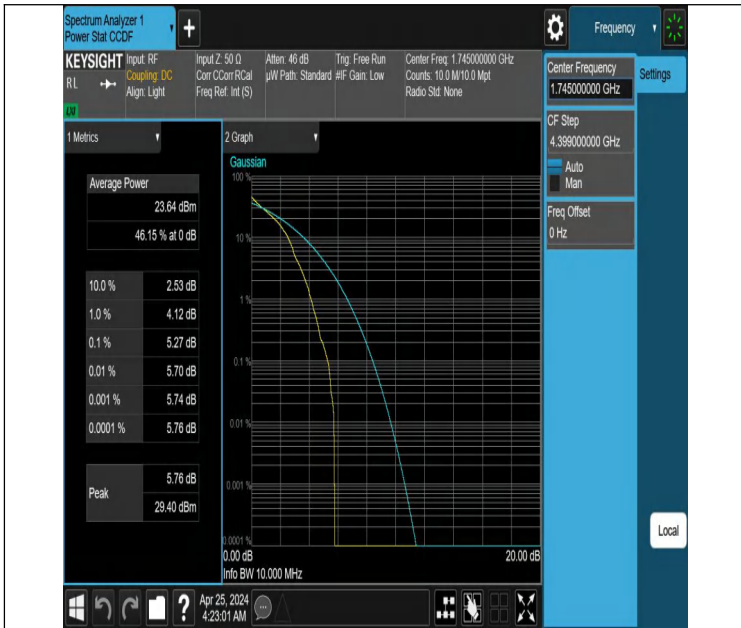 Spectrum Analyzer 1
Power Stat CCDF
+
Frequency
KEYSIGHT
RL
Input: RF
Coupling: DC
Align: Light
Input Z: 50 Ω
Corr CCorr RCal
Freq Ref: Int (S)
Atten: 46 dB
µW Path: Standard
#IF Gain: Low
Trig: Free Run
Center Freq: 1.745000000 GHz
Counts: 10.0 M/10.0 Mpt
Radio Std: None
Center Frequency
1.745000000 GHz
Settings
CF Step
4.399000000 GHz
Auto
Man
Freq Offset
0 Hz
1 Metrics
Average Power
23.64 dBm
46.15 % at 0 dB
10.0 % 2.53 dB
1.0 % 4.12 dB
0.1 % 5.27 dB
0.01 % 5.70 dB
0.001 % 5.74 dB
0.0001 % 5.76 dB
Peak
5.76 dB
29.40 dBm
2 Graph
Gaussian
100 %
10 %
1 %
0.1 %
0.01 %
0.001 %
0.0001 %
0.00 dB 20.00 dB
Info BW 10.000 MHz
Local
?
Apr 25, 2024
4:23:01 AM